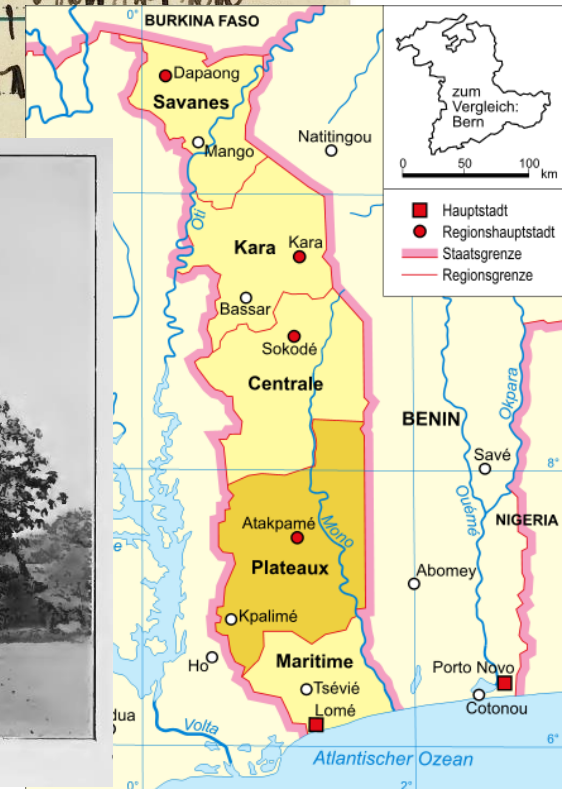 0°
BURKINA FASO
Dapaong
Savanes
Mango
Natitingou
zum
Vergleich:
Bern
0 50 100
km
Hauptstadt
Regionshauptstadt
Staatsgrenze
Regionsgrenze
Oti
Kara
Kara
Bassar
Sokodé
Centrale
BENIN
Okpara
Savé
8°
Ouémé
NIGERIA
Atakpamé
Mono
Plateaux
Abomey
Kpalimé
Ho
Maritime
Tsévié
Porto Novo
Lomé
Cotonou
dua
Volta
Atlantischer Ozean
6°
0°
2°